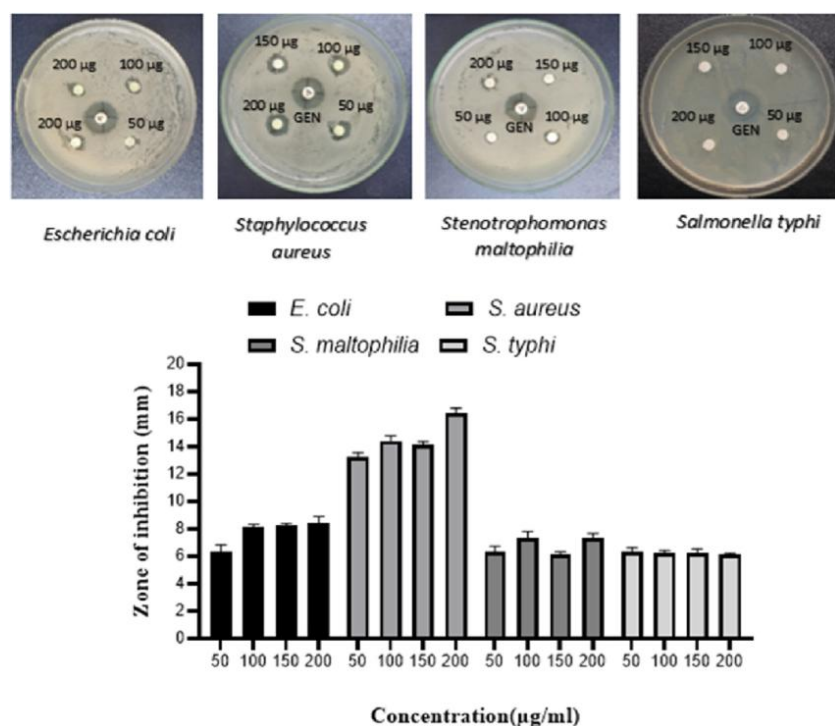 200 µg 100 µg
200 µg 50 µg
150 µg 100 µg
200 µg 50 µg
GEN
200 µg 150 µg
50 µg 100 µg
GEN
150 µg 100 µg
200 µg 50 µg
GEN
Escherichia coli
Staphylococcus
aureus
Stenotrophomonas
maltophilia
Salmonella typhi
E. coli S. aureus
S. maltophilia S. typhi
Zone of inhibition (mm)
20
18
16
14
12
10
8
6
4
2
0
50 100 150 200 50 100 150 200 50 100 150 200 50 100 150 200
Concentration(µg/ml)